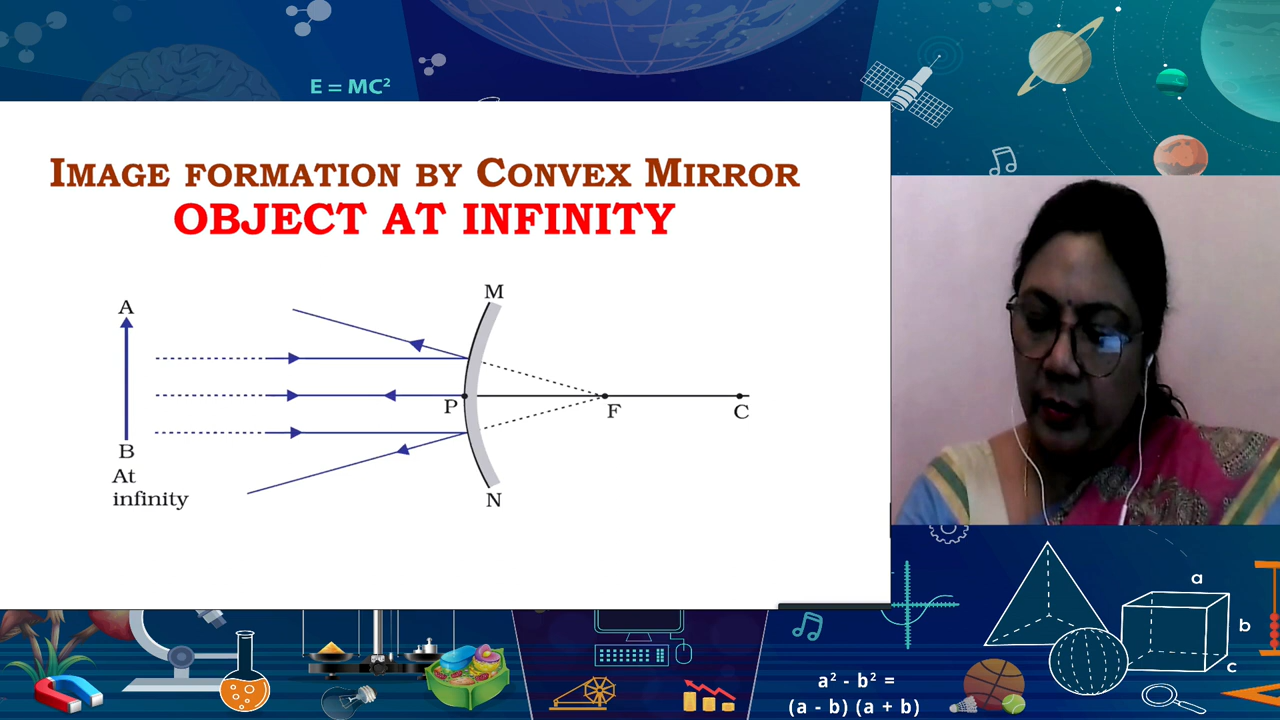 E = MC²
IMAGE FORMATION BY CONVEX MIRROR
OBJECT AT INFINITY
A
M
P
F
C
B
At
infinity
N
a
b
c
a² - b² =
(a - b) (a + b)